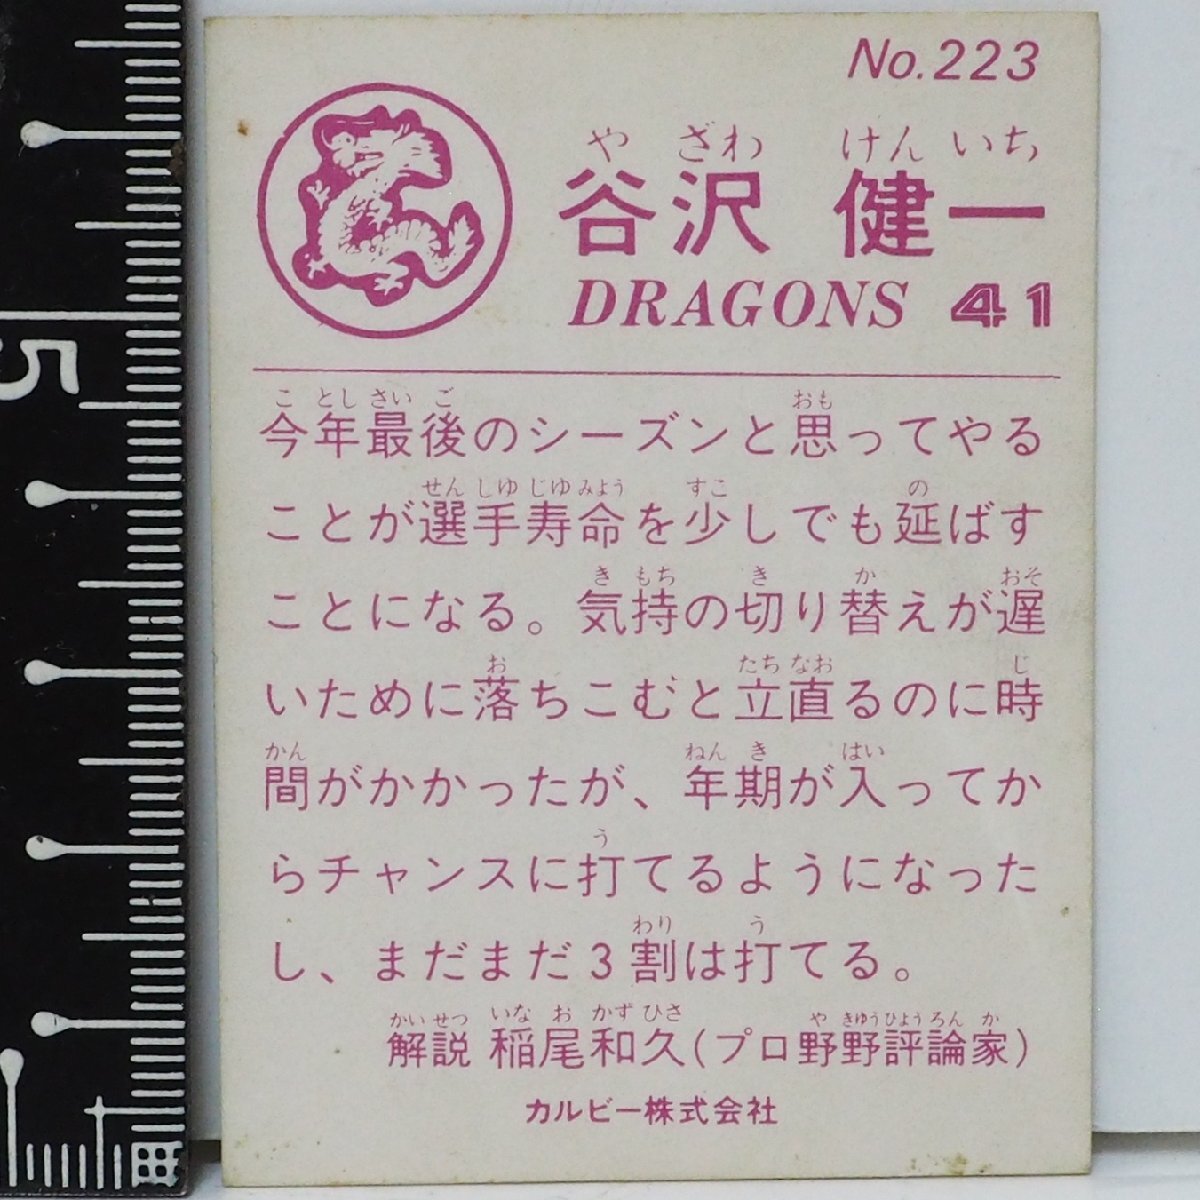 No.223
や ざわ けん いち
谷沢 健一
DRAGONS 41
こ とし さい ご おも
今年最後のシーズンと思ってやる
せん しゆ じゆ みよう すこ の
ことが選手寿命を少しでも延ばす
き もち き か おそ
ことになる。気持の切り替えが遅
お たち なお じ
いために落ちこむと立直るのに時
かん ねん き はい
間がかかったが、年期が入ってか
う
らチャンスに打てるようになった
わり う
し、まだまだ3割は打てる。
かい せつ いな お かず ひさ や きゆう ひよう ろん か
解説 稲尾和久(プロ野野評論家)
カルビー株式会社
5